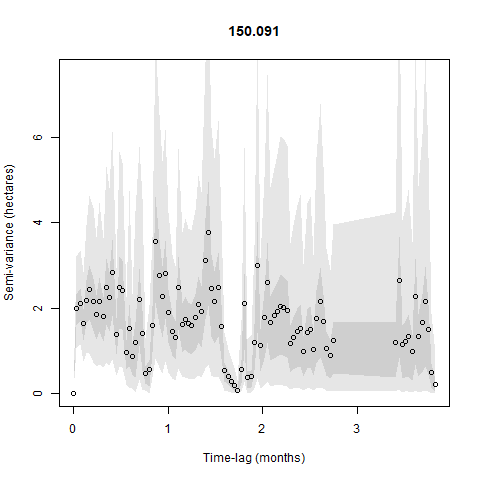 150.091
Semi-variance (hectares)
6
4
2
0
0 1 2 3
Time-lag (months)